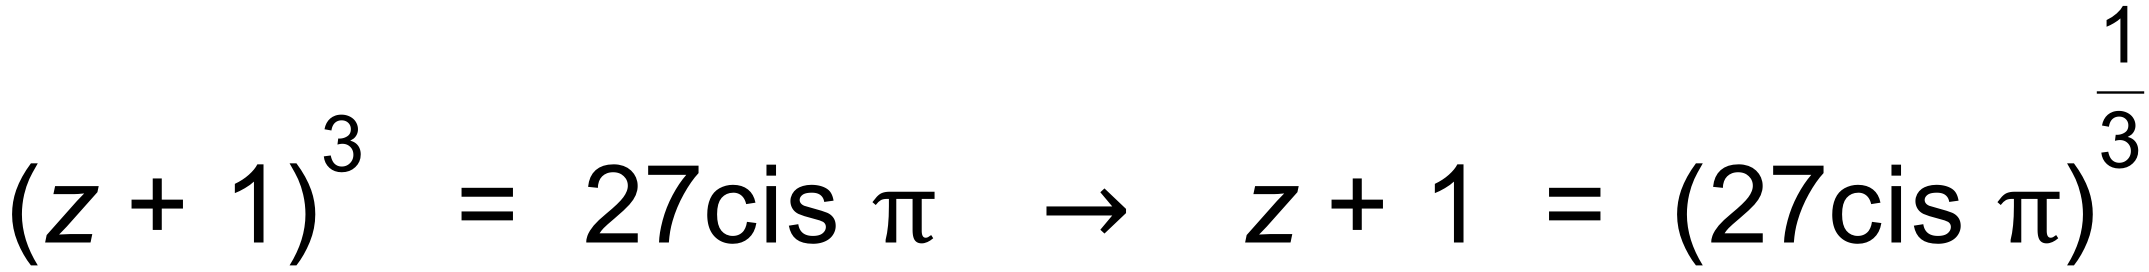 (z + 1)³ = 27cis π → z + 1 = (27cis π)^(1/3)